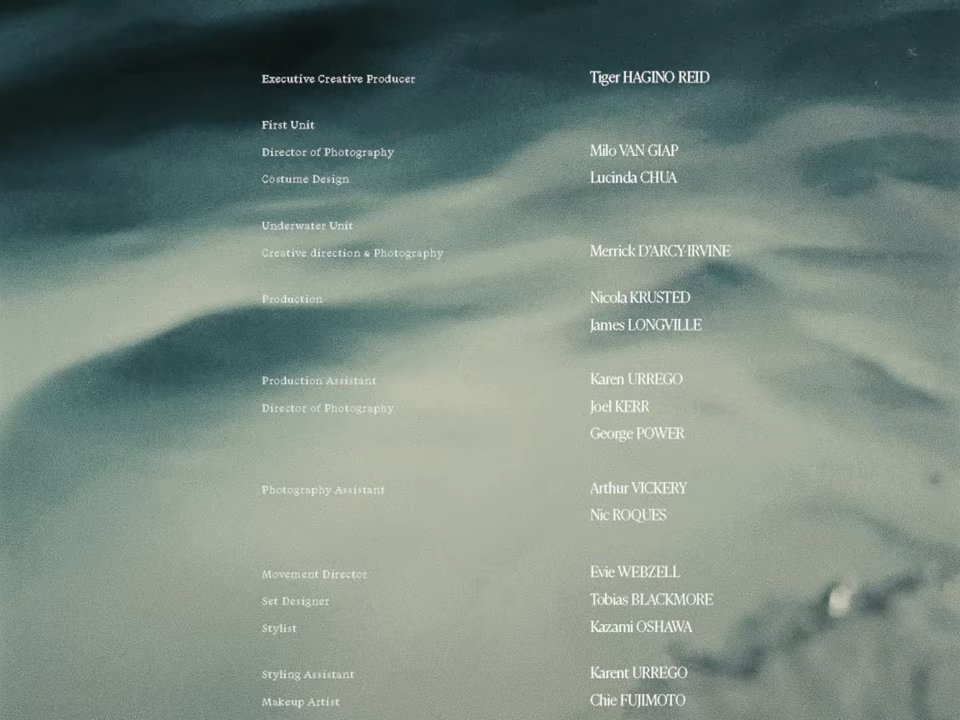 Executive Creative Producer Tiger HAGINO REID
First Unit
Director of Photography Milo VAN GIAP
Costume Design Lucinda CHUA
Underwater Unit
Creative direction & Photography Merrick D'ARCY-IRVINE
Production Nicola KRUSTED
James LONGVILLE
Production Assistant Karen URREGO
Director of Photography Joel KERR
George POWER
Photography Assistant Arthur VICKERY
Nic ROQUES
Movement Director Evie WEBZELL
Set Designer Tobias BLACKMORE
Stylist Kazami OSHAWA
Styling Assistant Karent URREGO
Makeup Artist Chie FUJIMOTO